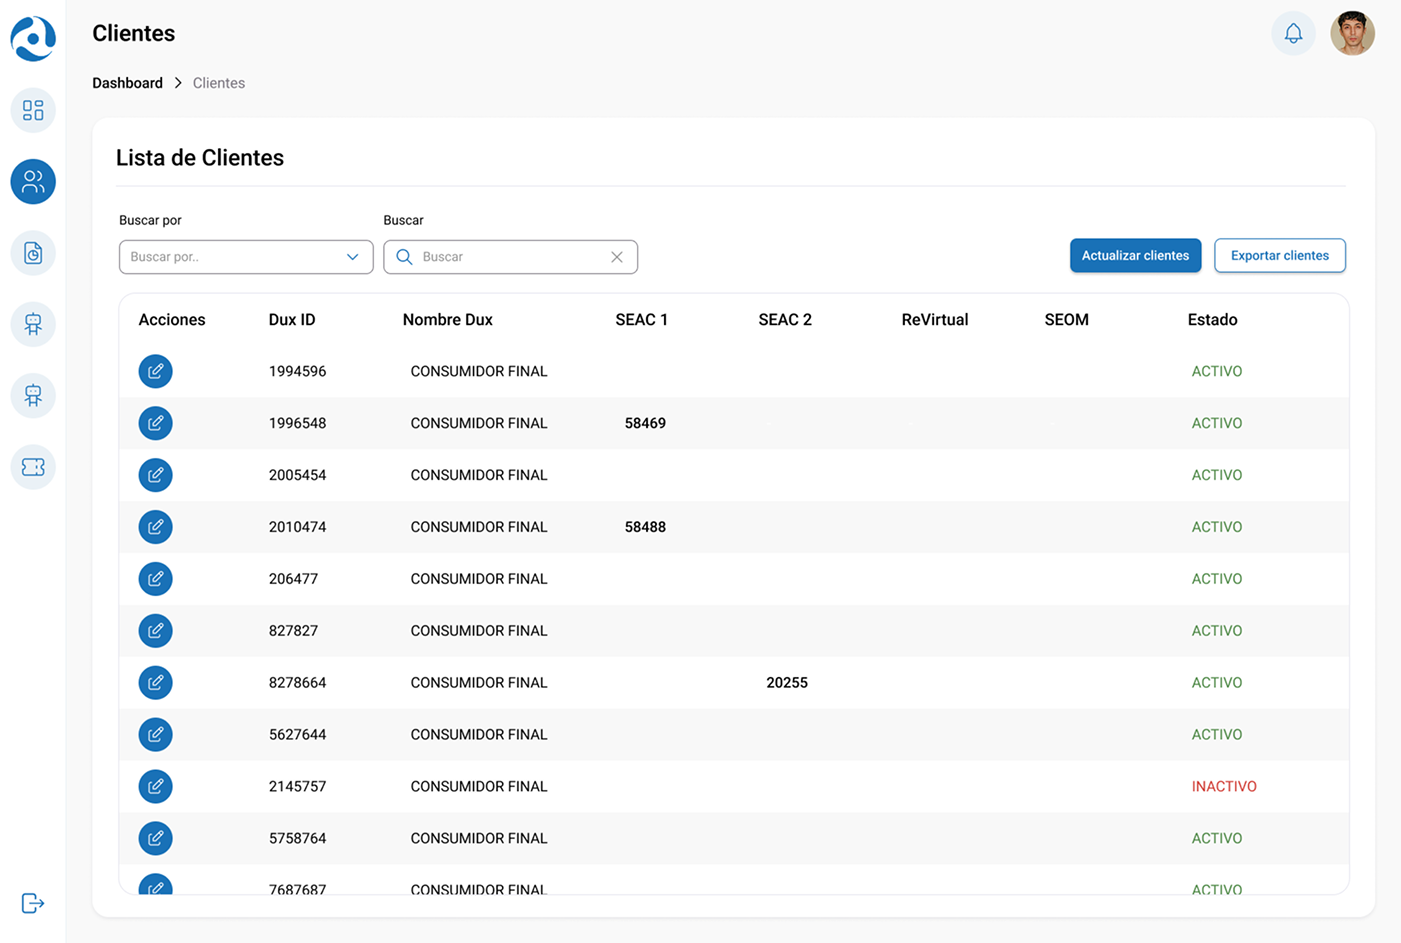 Clientes
Dashboard Clientes
Lista de Clientes
Buscar por Buscar
Buscar por.. Buscar Actualizar clientes Exportar clientes
Acciones Dux ID Nombre Dux SEAC 1 SEAC 2 ReVirtual SEOM Estado
1994596 CONSUMIDOR FINAL ACTIVO
1996548 CONSUMIDOR FINAL 58469 ACTIVO
2005454 CONSUMIDOR FINAL ACTIVO
2010474 CONSUMIDOR FINAL 58488 ACTIVO
206477 CONSUMIDOR FINAL ACTIVO
827827 CONSUMIDOR FINAL ACTIVO
8278664 CONSUMIDOR FINAL 20255 ACTIVO
5627644 CONSUMIDOR FINAL ACTIVO
2145757 CONSUMIDOR FINAL INACTIVO
5758764 CONSUMIDOR FINAL ACTIVO
7687687 CONSUMIDOR FINAL ACTIVO